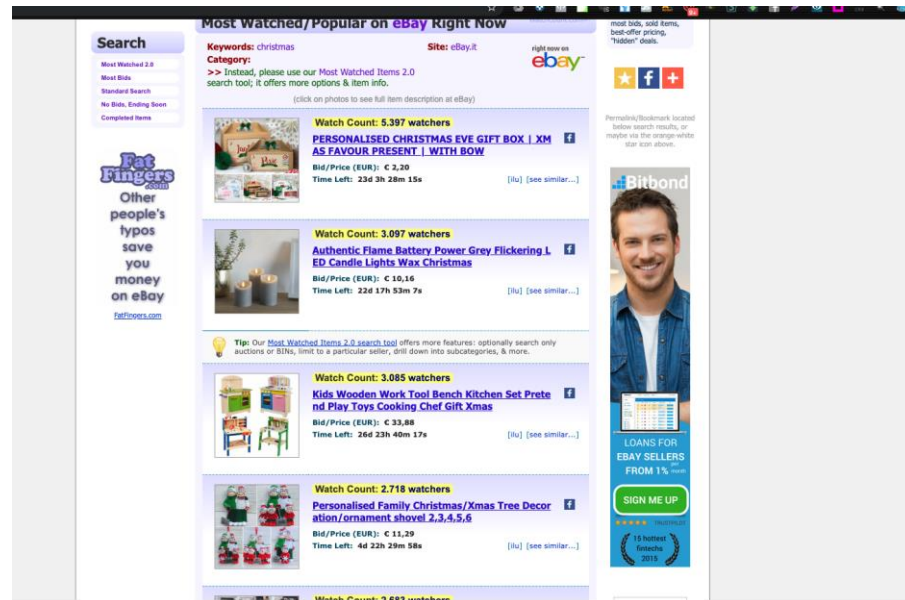 Most Watched/Popular on eBay Right Now
Search
Most Watched 2.0
Most Bids
Standard Search
No Bids, Ending Soon
Completed Items
Fat
Fingers
.com
Other
people's
typos
save
you
money
on eBay
FatFingers.com
Keywords: christmas
Site: eBay.it
Category:
>> Instead, please use our Most Watched Items 2.0
search tool; it offers more options & item info.
right now on
ebay
(click on photos to see full item description at eBay)
Watch Count: 5.397 watchers
PERSONALISED CHRISTMAS EVE GIFT BOX | XM
AS FAVOUR PRESENT | WITH BOW
Bid/Price (EUR): € 2,20
Time Left: 23d 3h 28m 15s
[ilu] [see similar...]
Watch Count: 3.097 watchers
Authentic Flame Battery Power Grey Flickering L
ED Candle Lights Wax Christmas
Bid/Price (EUR): € 10,16
Time Left: 22d 17h 53m 7s
[ilu] [see similar...]
Tip: Our Most Watched Items 2.0 search tool offers more features: optionally search only
auctions or BINs, limit to a particular seller, drill down into subcategories, & more.
Watch Count: 3.085 watchers
Kids Wooden Work Tool Bench Kitchen Set Prete
nd Play Toys Cooking Chef Gift Xmas
Bid/Price (EUR): € 33,88
Time Left: 26d 23h 40m 17s
[ilu] [see similar...]
Watch Count: 2.718 watchers
Personalised Family Christmas/Xmas Tree Decor
ation/ornament shovel 2,3,4,5,6
Bid/Price (EUR): € 11,29
Time Left: 4d 22h 29m 58s
[ilu] [see similar...]
Watch Count: 2.683 watchers
most bids, sold items,
best-offer pricing,
"hidden" deals.
Permalink/Bookmark located
below search results, or
maybe via the orange-white
star icon above.
Bitbond
LOANS FOR
EBAY SELLERS
FROM 1% per month
SIGN ME UP
TRUSTPILOT
15 hottest
fintechs
2015